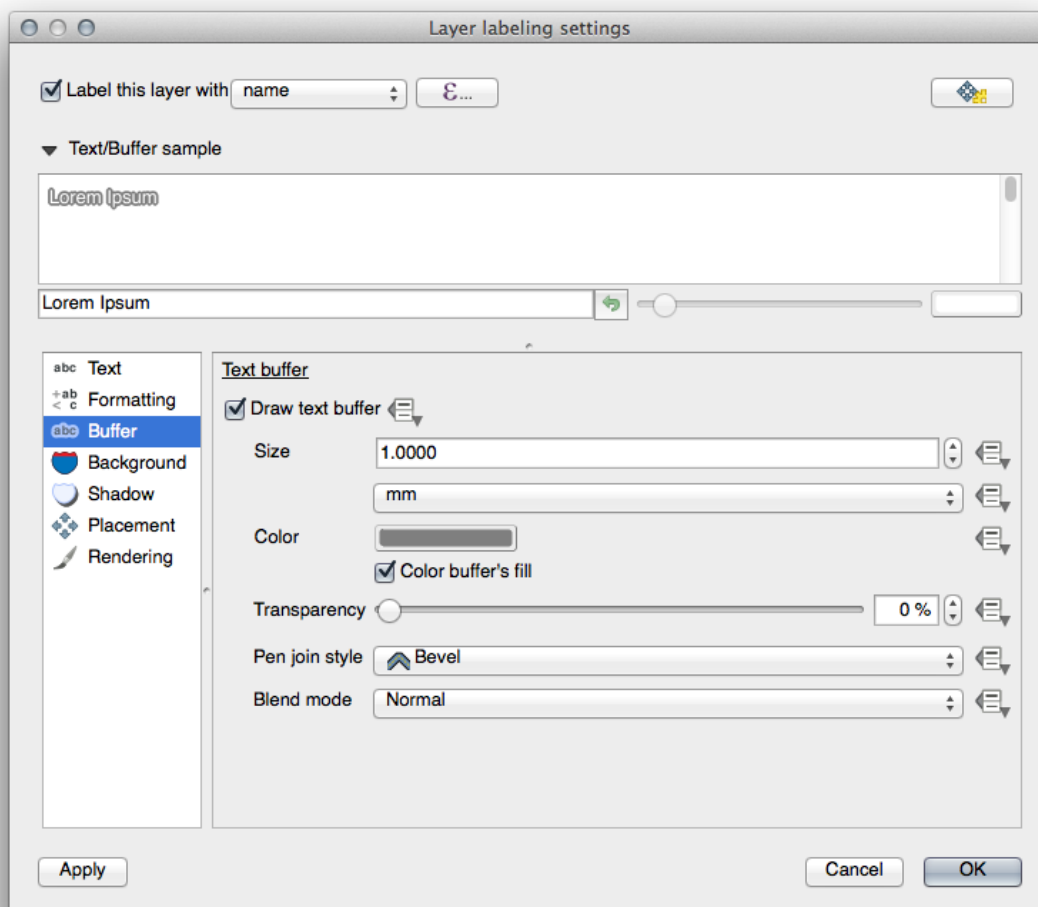 Layer labeling settings
Label this layer with name ε...
Text/Buffer sample
Lorem Ipsum
Lorem Ipsum
abc Text
+ab < c Formatting
abc Buffer
Background
Shadow
Placement
Rendering
Text buffer
Draw text buffer
Size 1.0000
mm
Color
Color buffer's fill
Transparency 0 %
Pen join style Bevel
Blend mode Normal
Apply Cancel OK